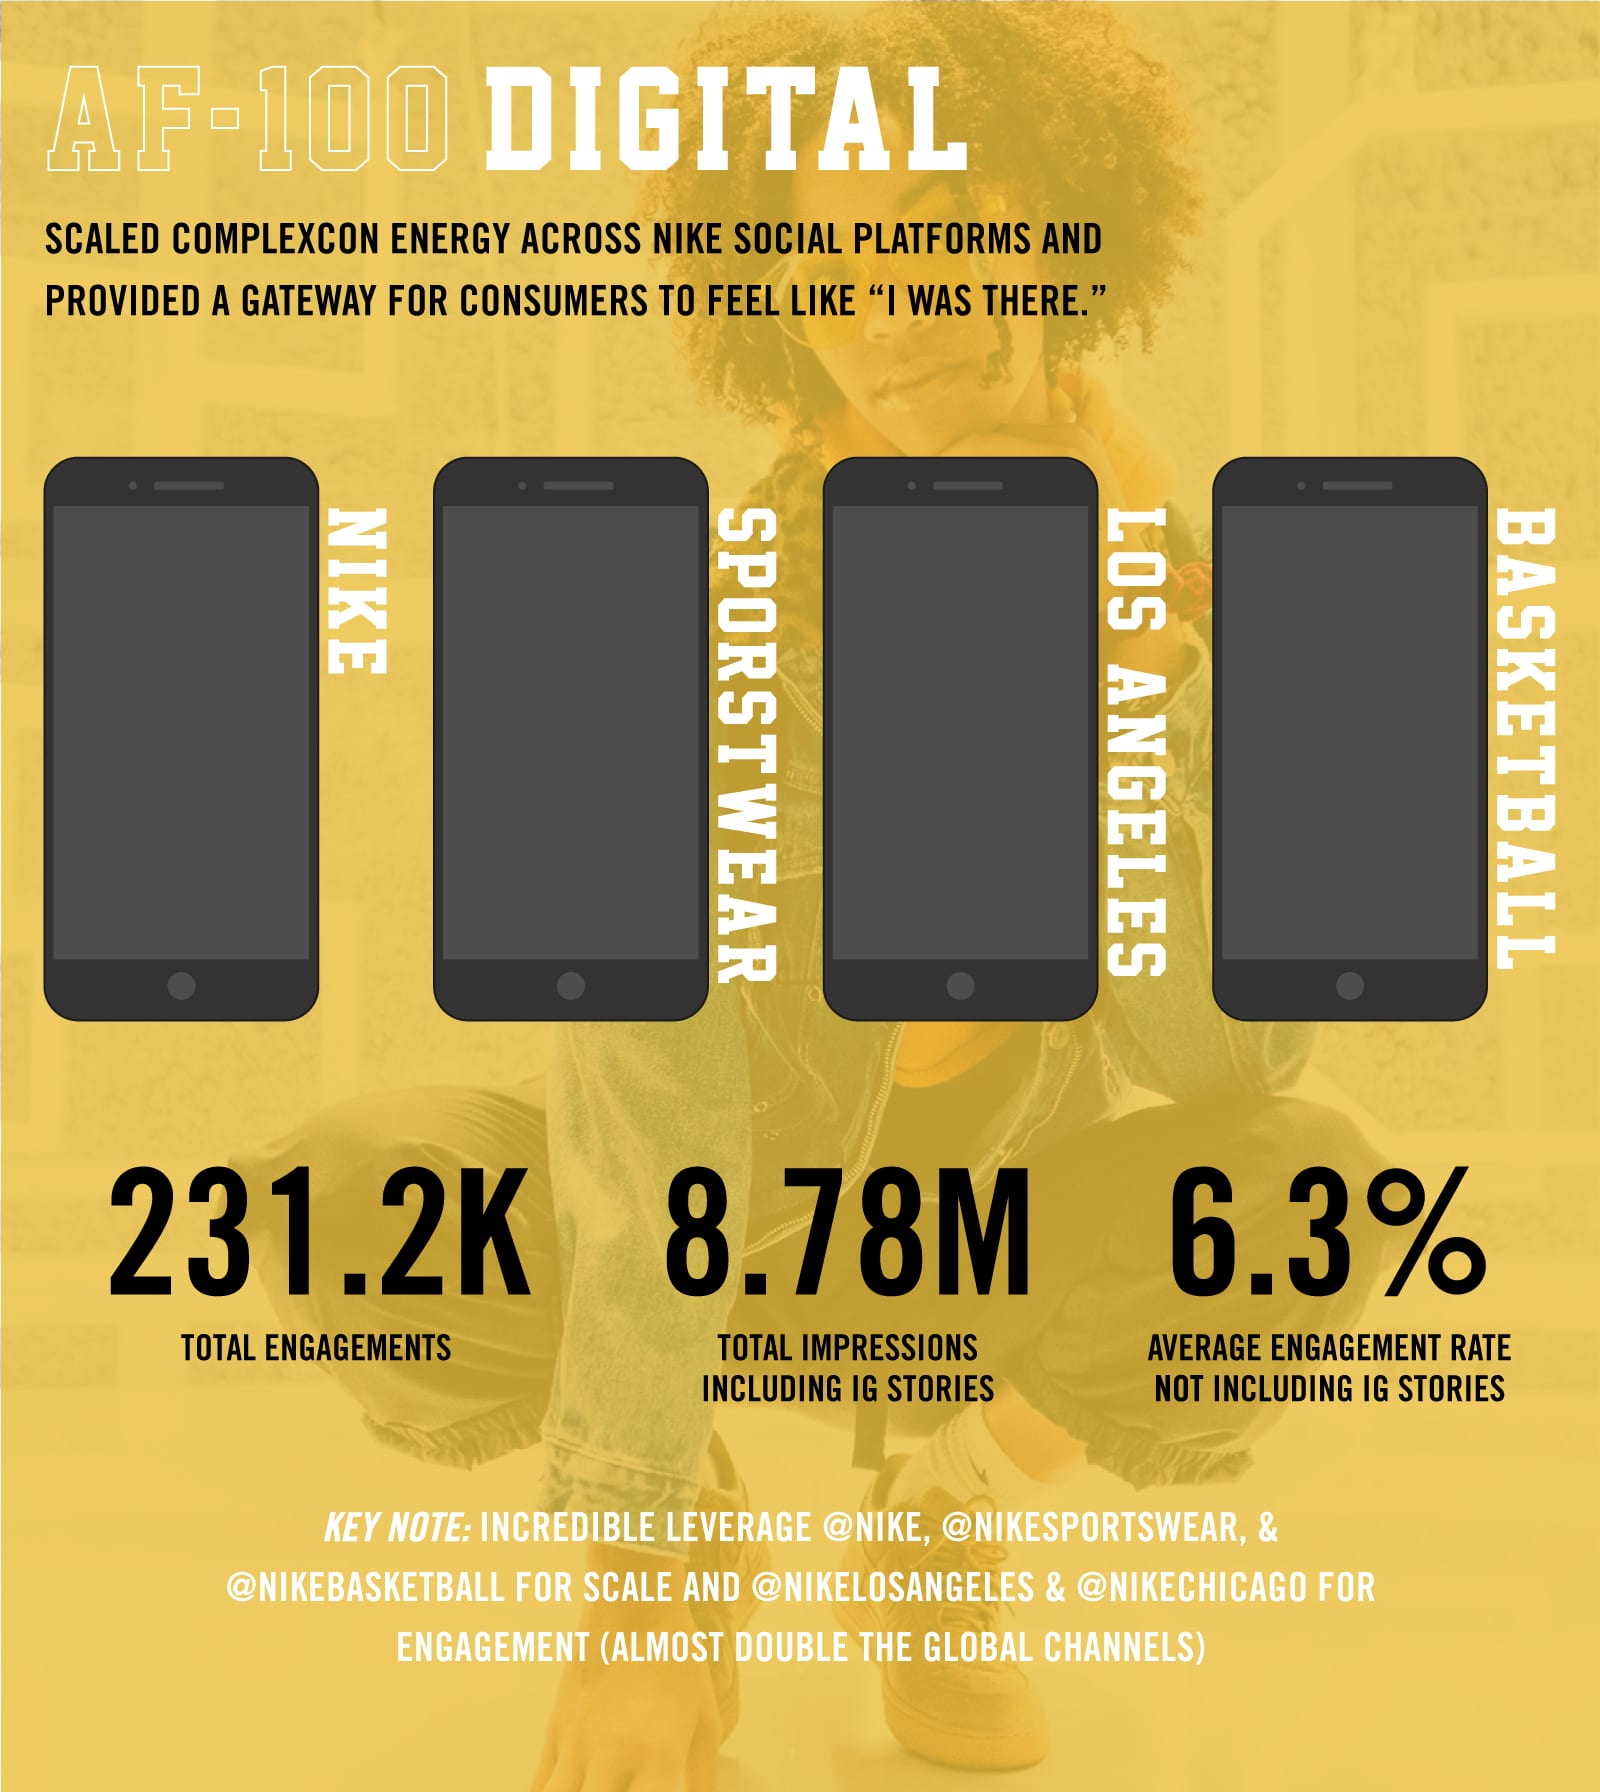 AF-100 DIGITAL
SCALED COMPLEXCON ENERGY ACROSS NIKE SOCIAL PLATFORMS AND
PROVIDED A GATEWAY FOR CONSUMERS TO FEEL LIKE “I WAS THERE.”
NIKE
SPORSTWEAR
LOS ANGELES
BASKETBALL
231.2K
TOTAL ENGAGEMENTS
8.78M
TOTAL IMPRESSIONS
INCLUDING IG STORIES
6.3%
AVERAGE ENGAGEMENT RATE
NOT INCLUDING IG STORIES
KEY NOTE: INCREDIBLE LEVERAGE @NIKE, @NIKESPORTSWEAR, &
@NIKEBASKETBALL FOR SCALE AND @NIKELOSANGELES & @NIKECHICAGO FOR
ENGAGEMENT (ALMOST DOUBLE THE GLOBAL CHANNELS)